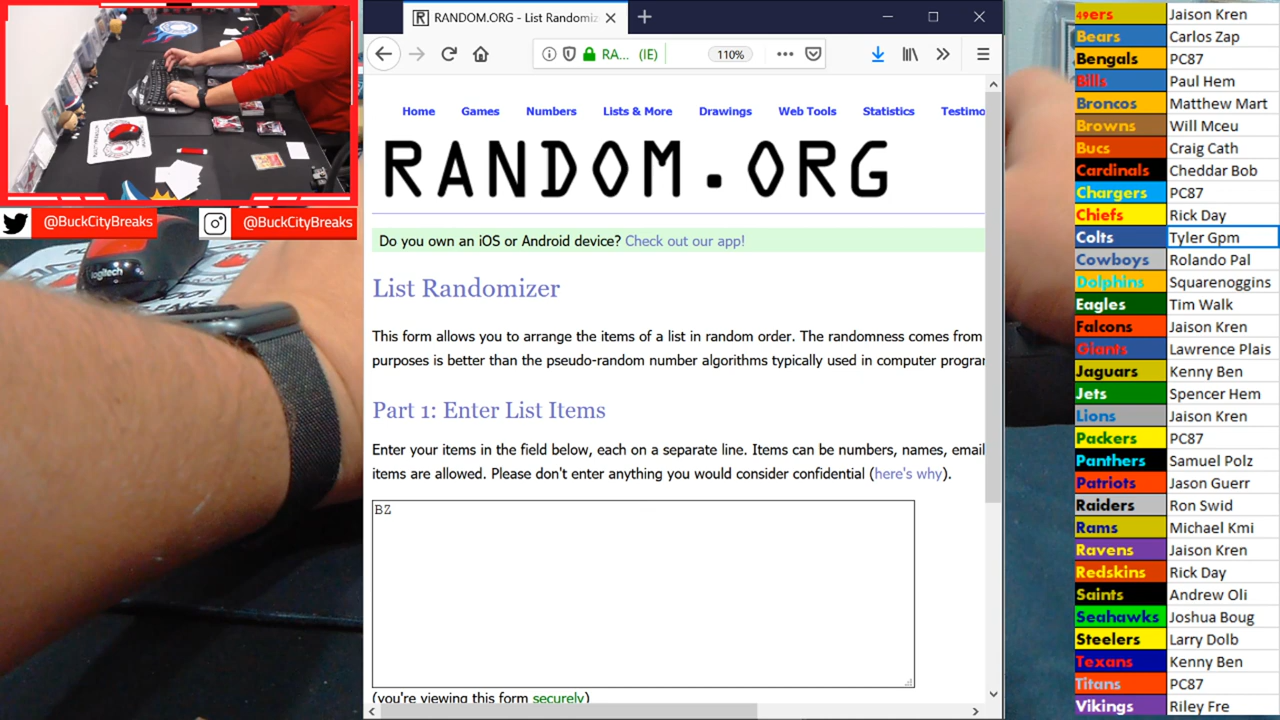 @BuckCityBreaks
@BuckCityBreaks
logitech
RANDOM.ORG - List Randomiz
RA... (IE)
110%
Home Games Numbers Lists & More Drawings Web Tools Statistics Testimo
RANDOM.ORG
Do you own an iOS or Android device? Check out our app!
List Randomizer
This form allows you to arrange the items of a list in random order. The randomness comes from
purposes is better than the pseudo-random number algorithms typically used in computer progra
Part 1: Enter List Items
Enter your items in the field below, each on a separate line. Items can be numbers, names, email
items are allowed. Please don't enter anything you would consider confidential (here's why).
BZ
(you're viewing this form securely)
49ers Jaison Kren
Bears Carlos Zap
Bengals PC87
Bills Paul Hem
Broncos Matthew Mart
Browns Will Mceu
Bucs Craig Cath
Cardinals Cheddar Bob
Chargers PC87
Chiefs Rick Day
Colts Tyler Gpm
Cowboys Rolando Pal
Dolphins Squarenoggins
Eagles Tim Walk
Falcons Jaison Kren
Giants Lawrence Plais
Jaguars Kenny Ben
Jets Spencer Hem
Lions Jaison Kren
Packers PC87
Panthers Samuel Polz
Patriots Jason Guerr
Raiders Ron Swid
Rams Michael Kmi
Ravens Jaison Kren
Redskins Rick Day
Saints Andrew Oli
Seahawks Joshua Boug
Steelers Larry Dolb
Texans Kenny Ben
Titans PC87
Vikings Riley Fre